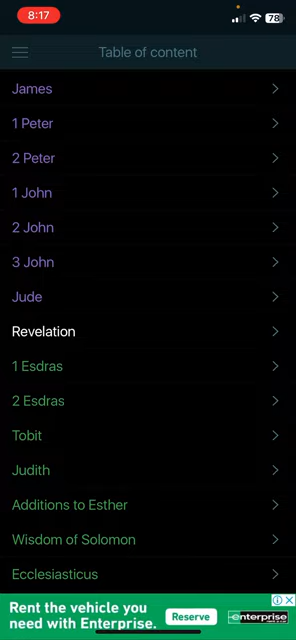 8:17
78
Table of content
James
1 Peter
2 Peter
1 John
2 John
3 John
Jude
Revelation
1 Esdras
2 Esdras
Tobit
Judith
Additions to Esther
Wisdom of Solomon
Ecclesiasticus
Rent the vehicle you
need with Enterprise.
Reserve
enterprise